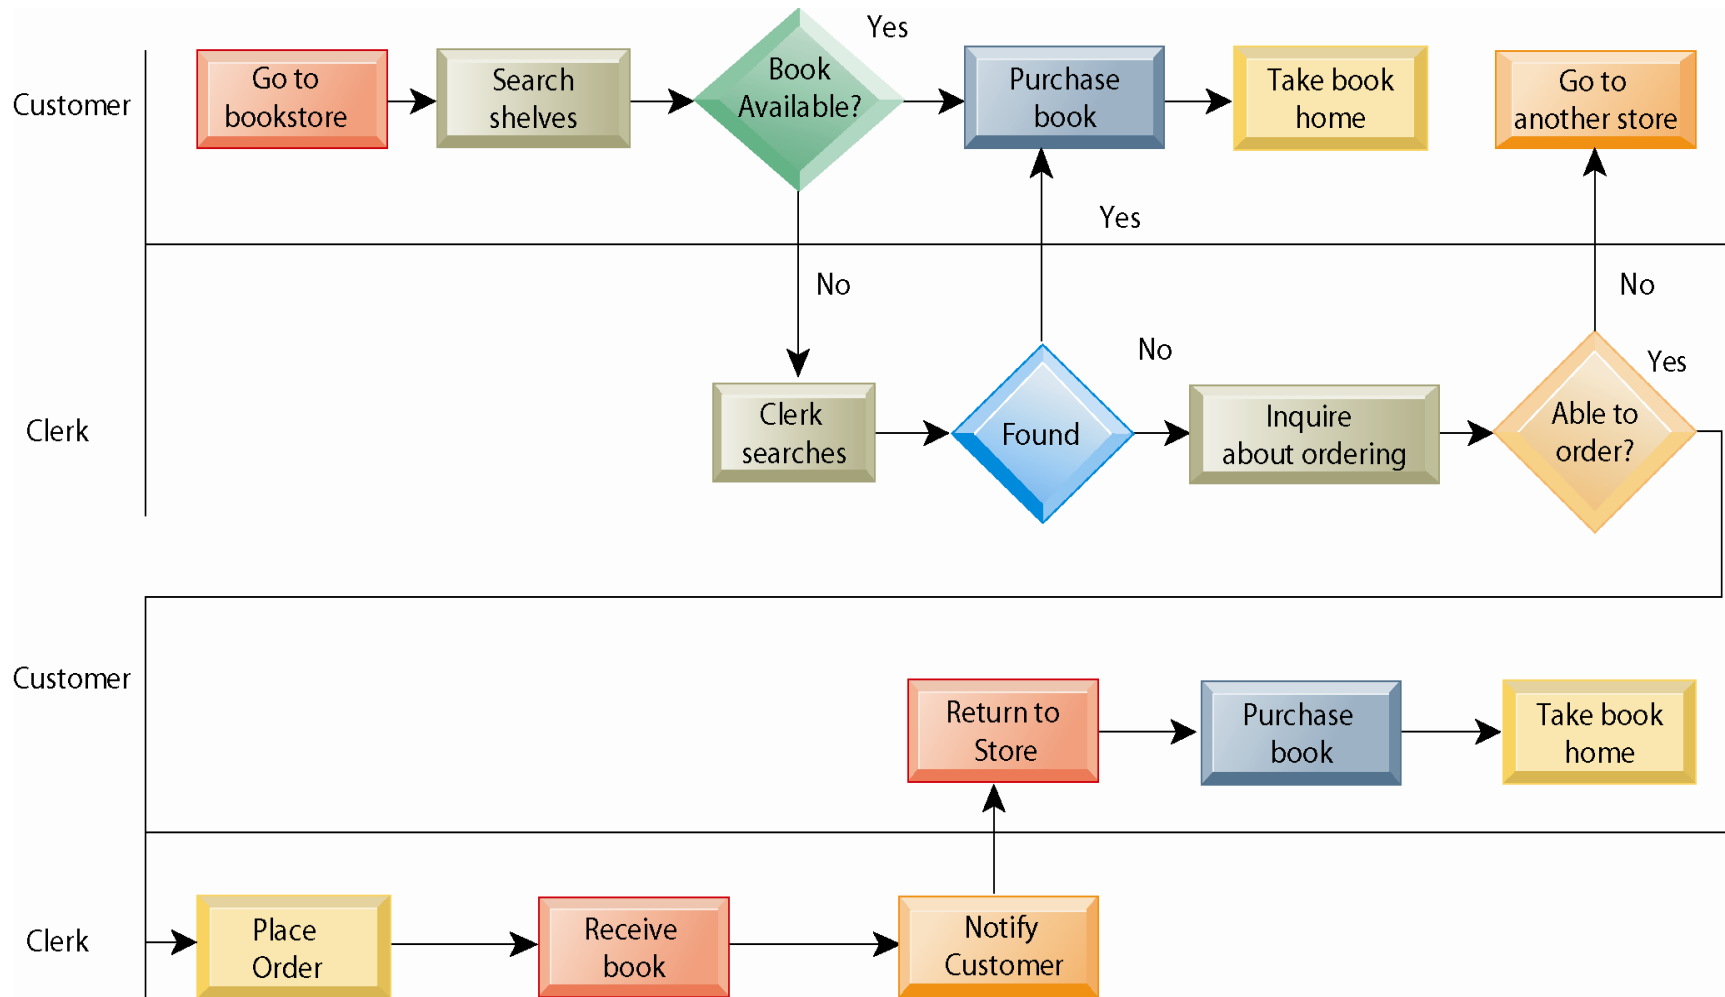 Yes
Customer
Go to
bookstore
Search
shelves
Book
Available?
Purchase
book
Take book
home
Go to
another store
Yes
No
No
No
Yes
Clerk
Clerk
searches
Found
Inquire
about ordering
Able to
order?
Customer
Return to
Store
Purchase
book
Take book
home
Clerk
Place
Order
Receive
book
Notify
Customer